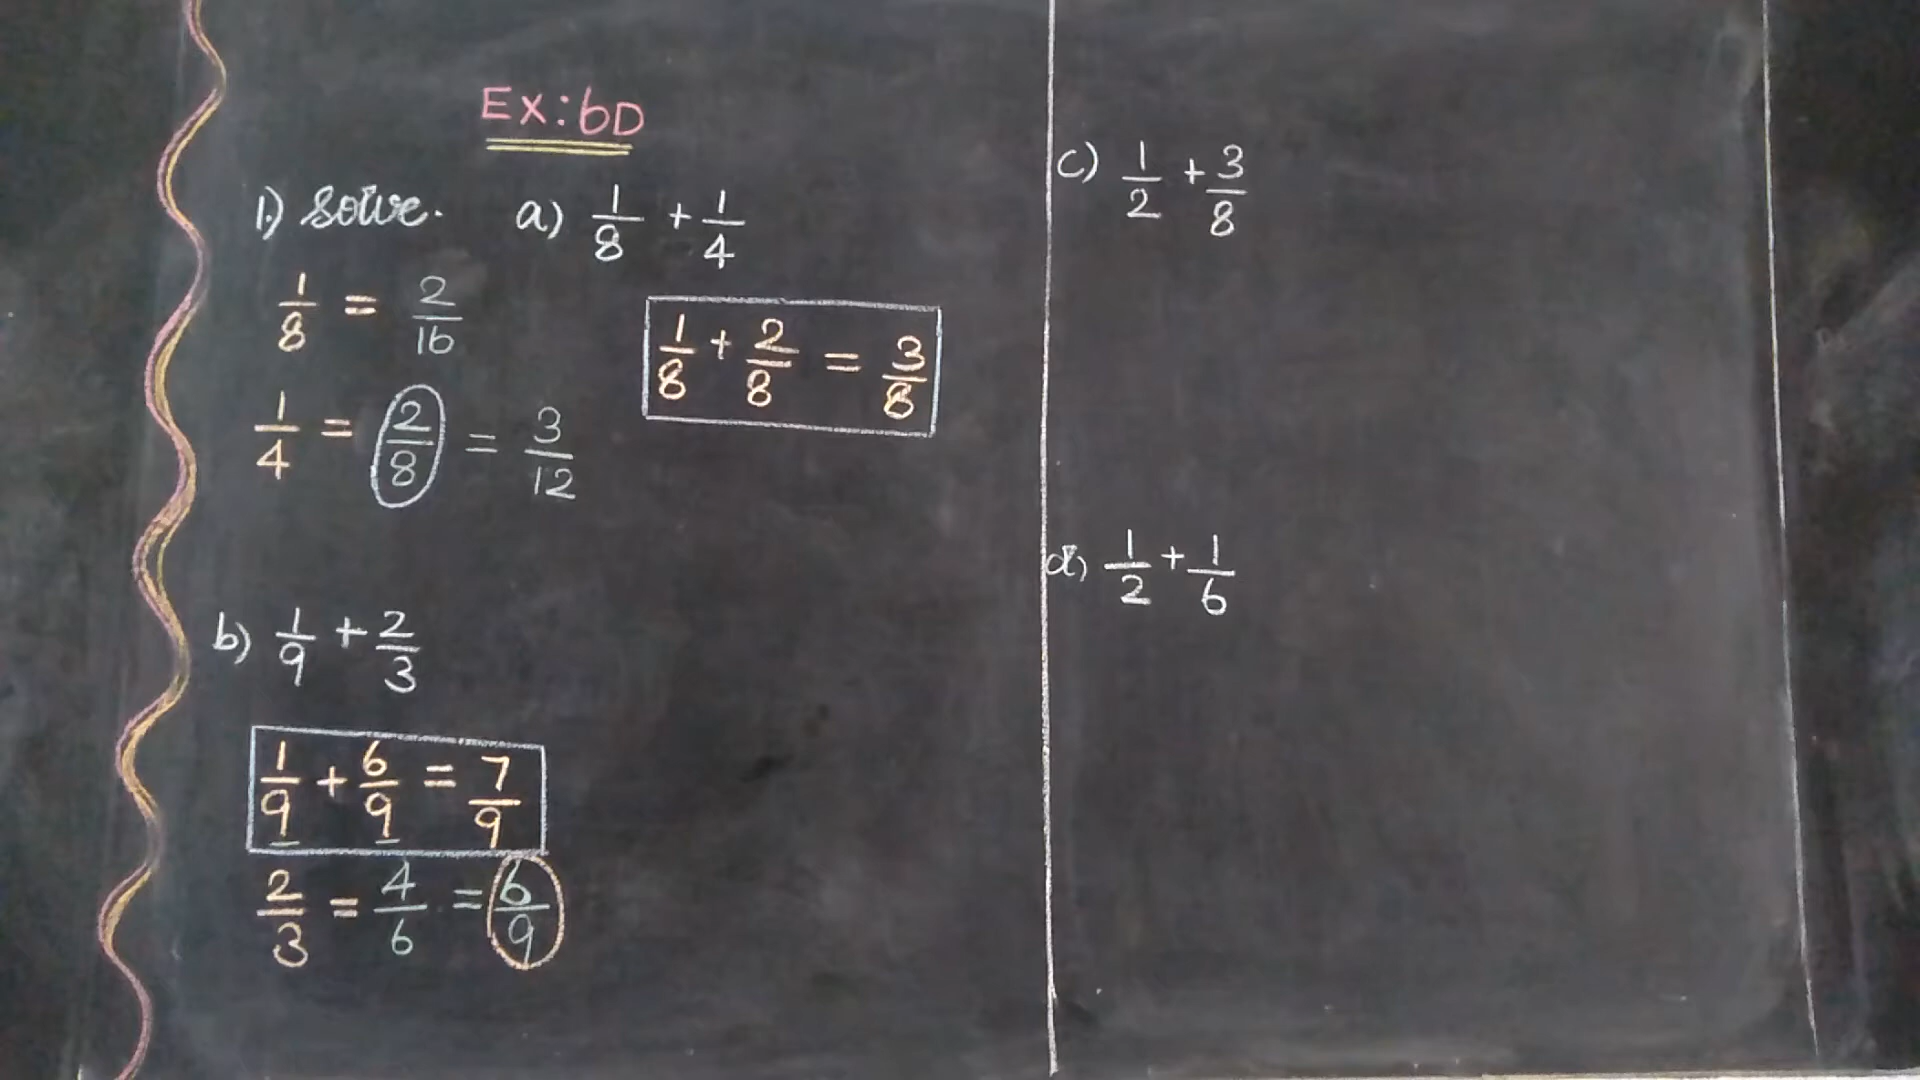 Ex:6D
1.) Solve. a) 1/8 + 1/4
1/8 = 2/16
1/8 + 2/8 = 3/8
1/4 = 2/8 = 3/12
b) 1/9 + 2/3
1/9 + 6/9 = 7/9
2/3 = 4/6 = 6/9
c) 1/2 + 3/8
d) 1/2 + 1/6